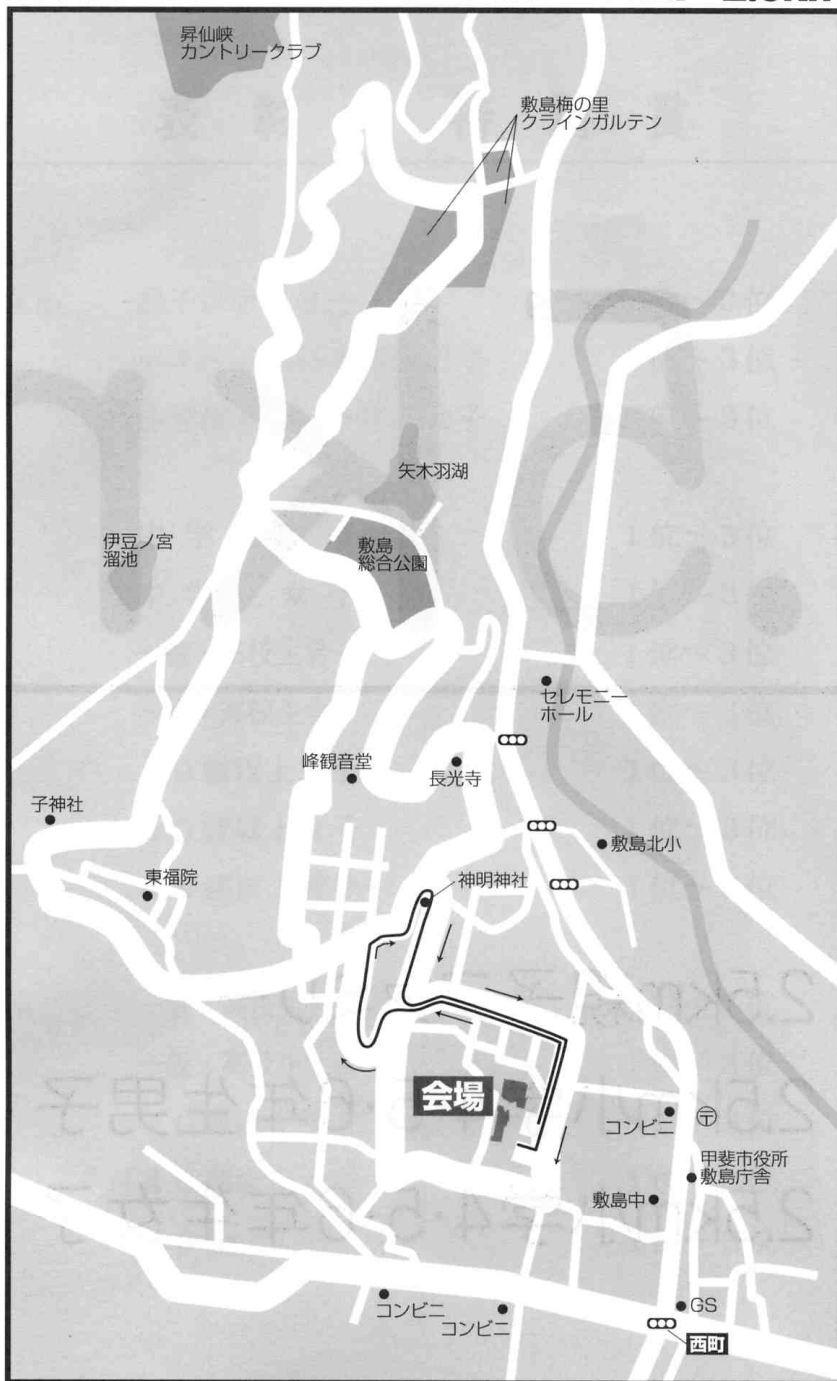 昇仙峡
カントリークラブ
敷島梅の里
クラインガルテン
矢木羽湖
伊豆ノ宮
溜池
敷島
総合公園
セレモニー
ホール
峰観音堂
長光寺
子神社
敷島北小
東福院
神明神社
会場
コンビニ
〒
甲斐市役所
敷島庁舎
敷島中
コンビニ
コンビニ
GS
西町